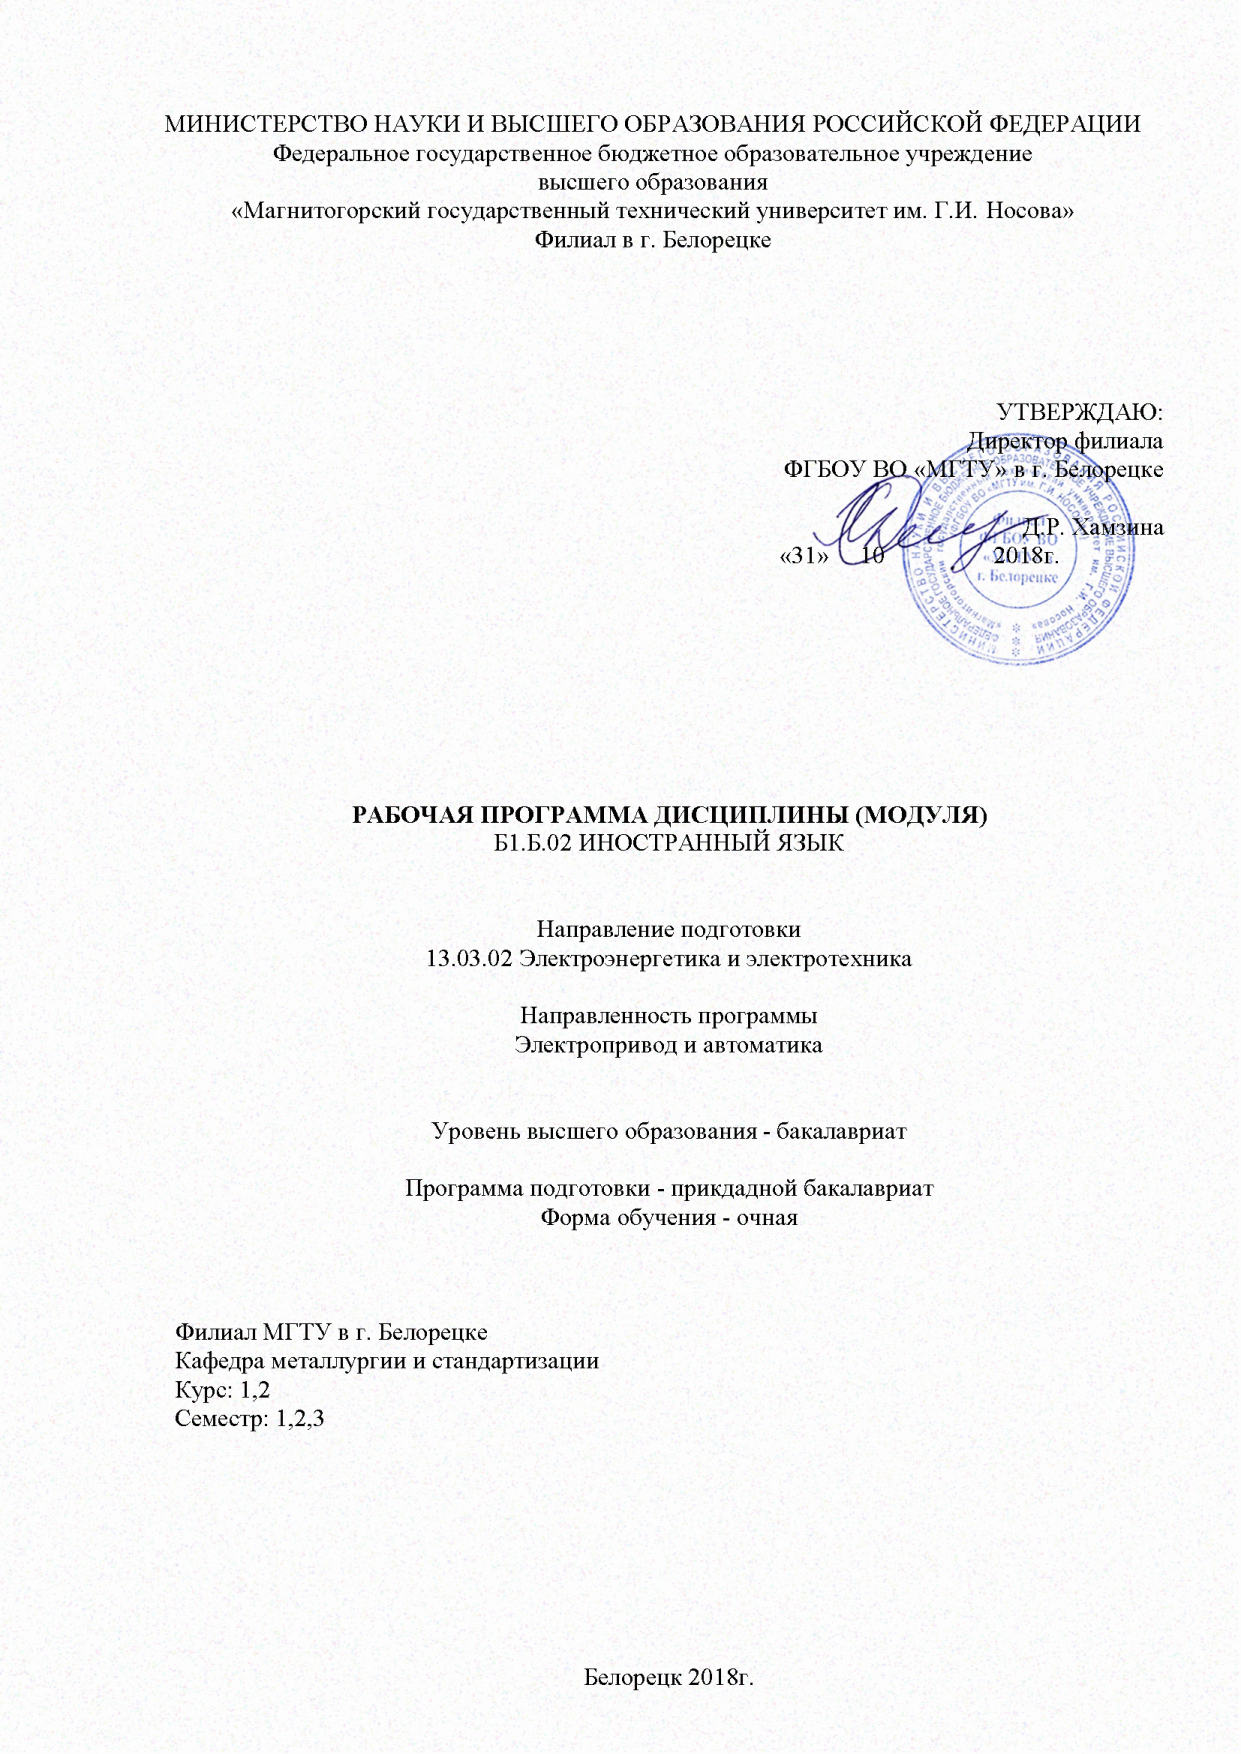 МИНИСТЕРСТВО НАУКИ И ВЫСШЕГО ОБРАЗОВАНИЯ РОССИЙСКОЙ ФЕДЕРАЦИИ
Федеральное государственное бюджетное образовательное учреждение
высшего образования
«Магнитогорский государственный технический университет им. Г.И. Носова»
Филиал в г. Белорецке
УТВЕРЖДАЮ:
Директор филиала
ФГБОУ ВО «МГТУ» в г. Белорецке
Д.Р. Хамзина
«31» 10 2018г.
г. Белорецке
РАБОЧАЯ ПРОГРАММА ДИСЦИПЛИНЫ (МОДУЛЯ)
Б1.Б.02 ИНОСТРАННЫЙ ЯЗЫК
Направление подготовки
13.03.02 Электроэнергетика и электротехника
Направленность программы
Электропривод и автоматика
Уровень высшего образования - бакалавриат
Программа подготовки - прикдадной бакалавриат
Форма обучения - очная
Филиал МГТУ в г. Белорецке
Кафедра металлургии и стандартизации
Курс: 1,2
Семестр: 1,2,3
Белорецк 2018г.